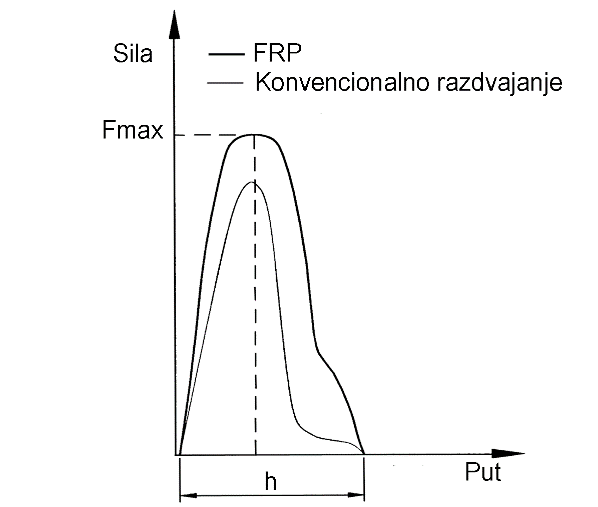 Sila
FRP
Konvencionalno razdvajanje
Fmax
Put
h